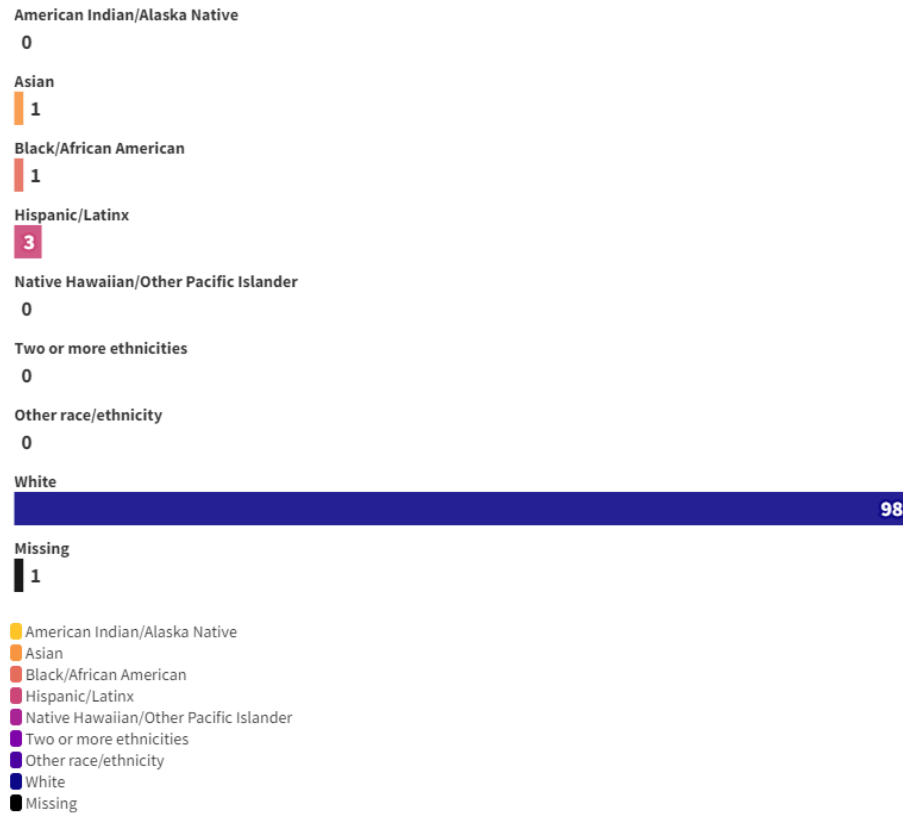 American Indian/Alaska Native
0
Asian
1
Black/African American
1
Hispanic/Latinx
3
Native Hawaiian/Other Pacific Islander
0
Two or more ethnicities
0
Other race/ethnicity
0
White
98
Missing
1
American Indian/Alaska Native
Asian
Black/African American
Hispanic/Latinx
Native Hawaiian/Other Pacific Islander
Two or more ethnicities
Other race/ethnicity
White
Missing